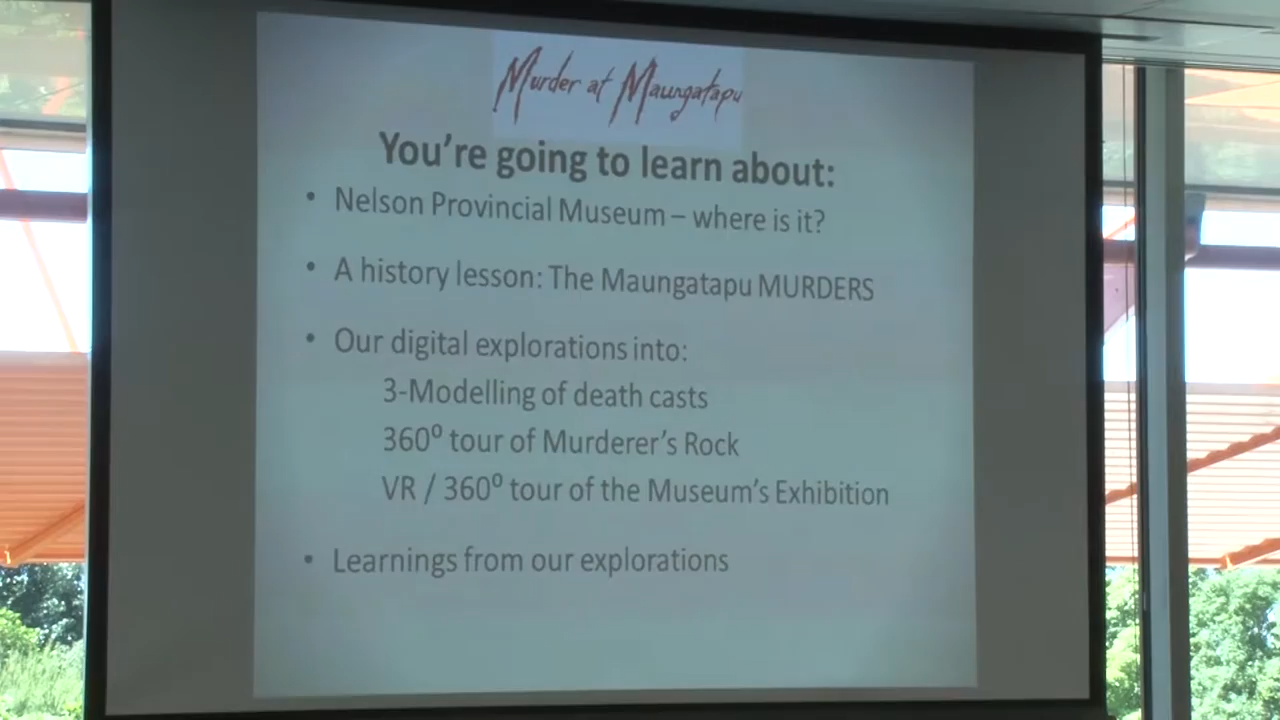 Murder at Maungatapu
You're going to learn about:
• Nelson Provincial Museum – where is it?
• A history lesson: The Maungatapu MURDERS
• Our digital explorations into:
3-Modelling of death casts
360⁰ tour of Murderer's Rock
VR / 360⁰ tour of the Museum's Exhibition
• Learnings from our explorations